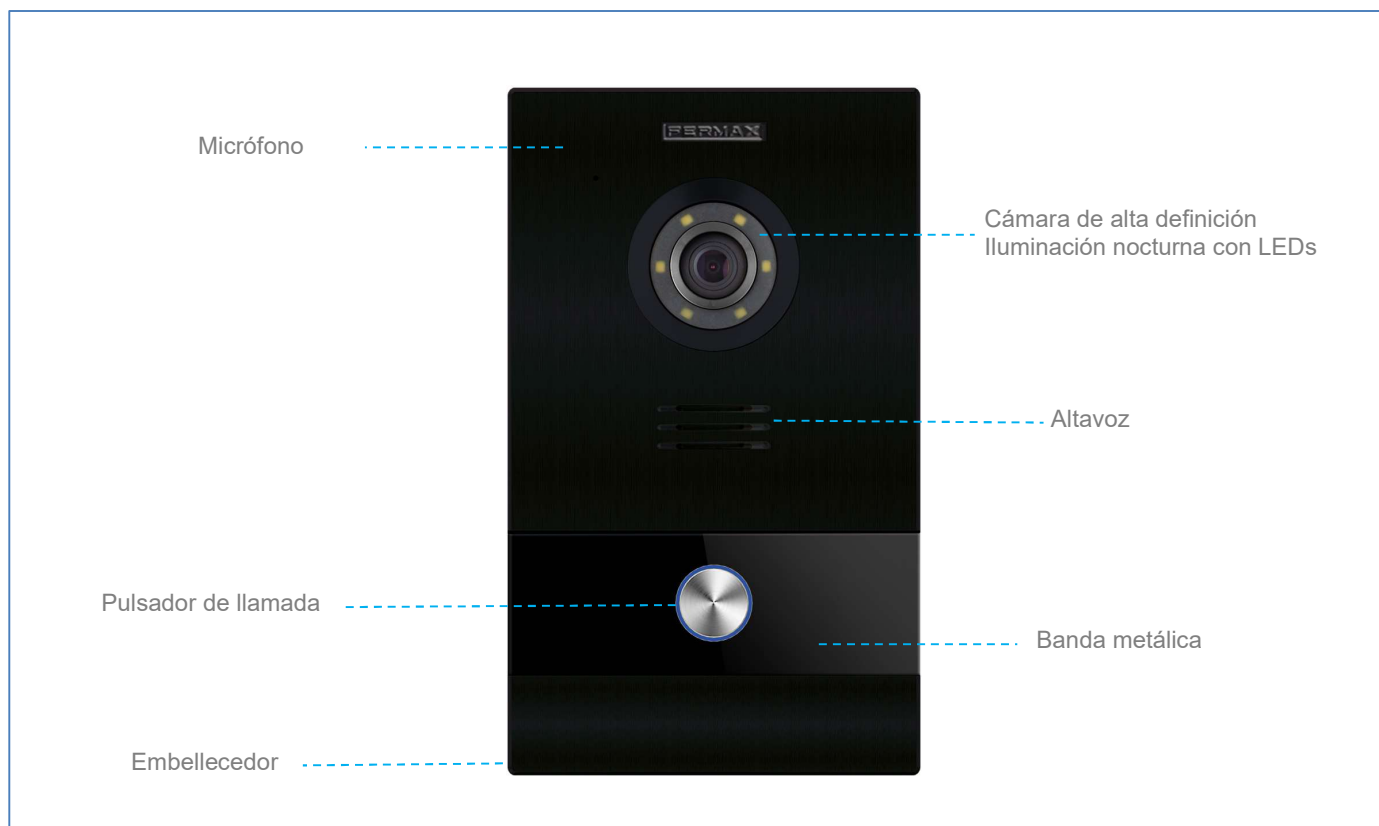 FERMAX
Micrófono
Cámara de alta definición
Iluminación nocturna con LEDs
Altavoz
Pulsador de llamada
Banda metálica
Embellecedor